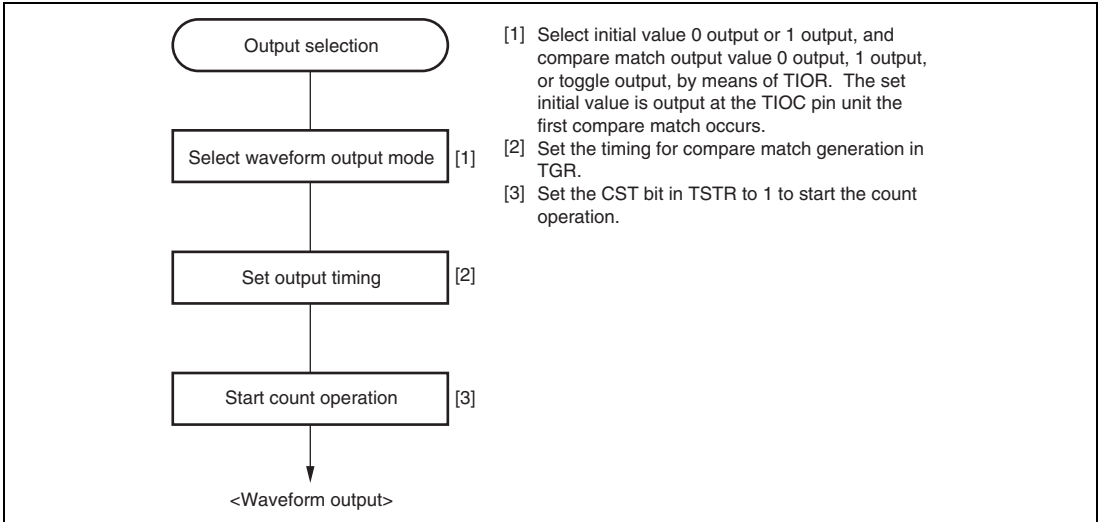 Output selection
Select waveform output mode [1]
Set output timing [2]
Start count operation [3]
<Waveform output>
[1] Select initial value 0 output or 1 output, and
compare match output value 0 output, 1 output,
or toggle output, by means of TIOR. The set
initial value is output at the TIOC pin unit the
first compare match occurs.
[2] Set the timing for compare match generation in
TGR.
[3] Set the CST bit in TSTR to 1 to start the count
operation.